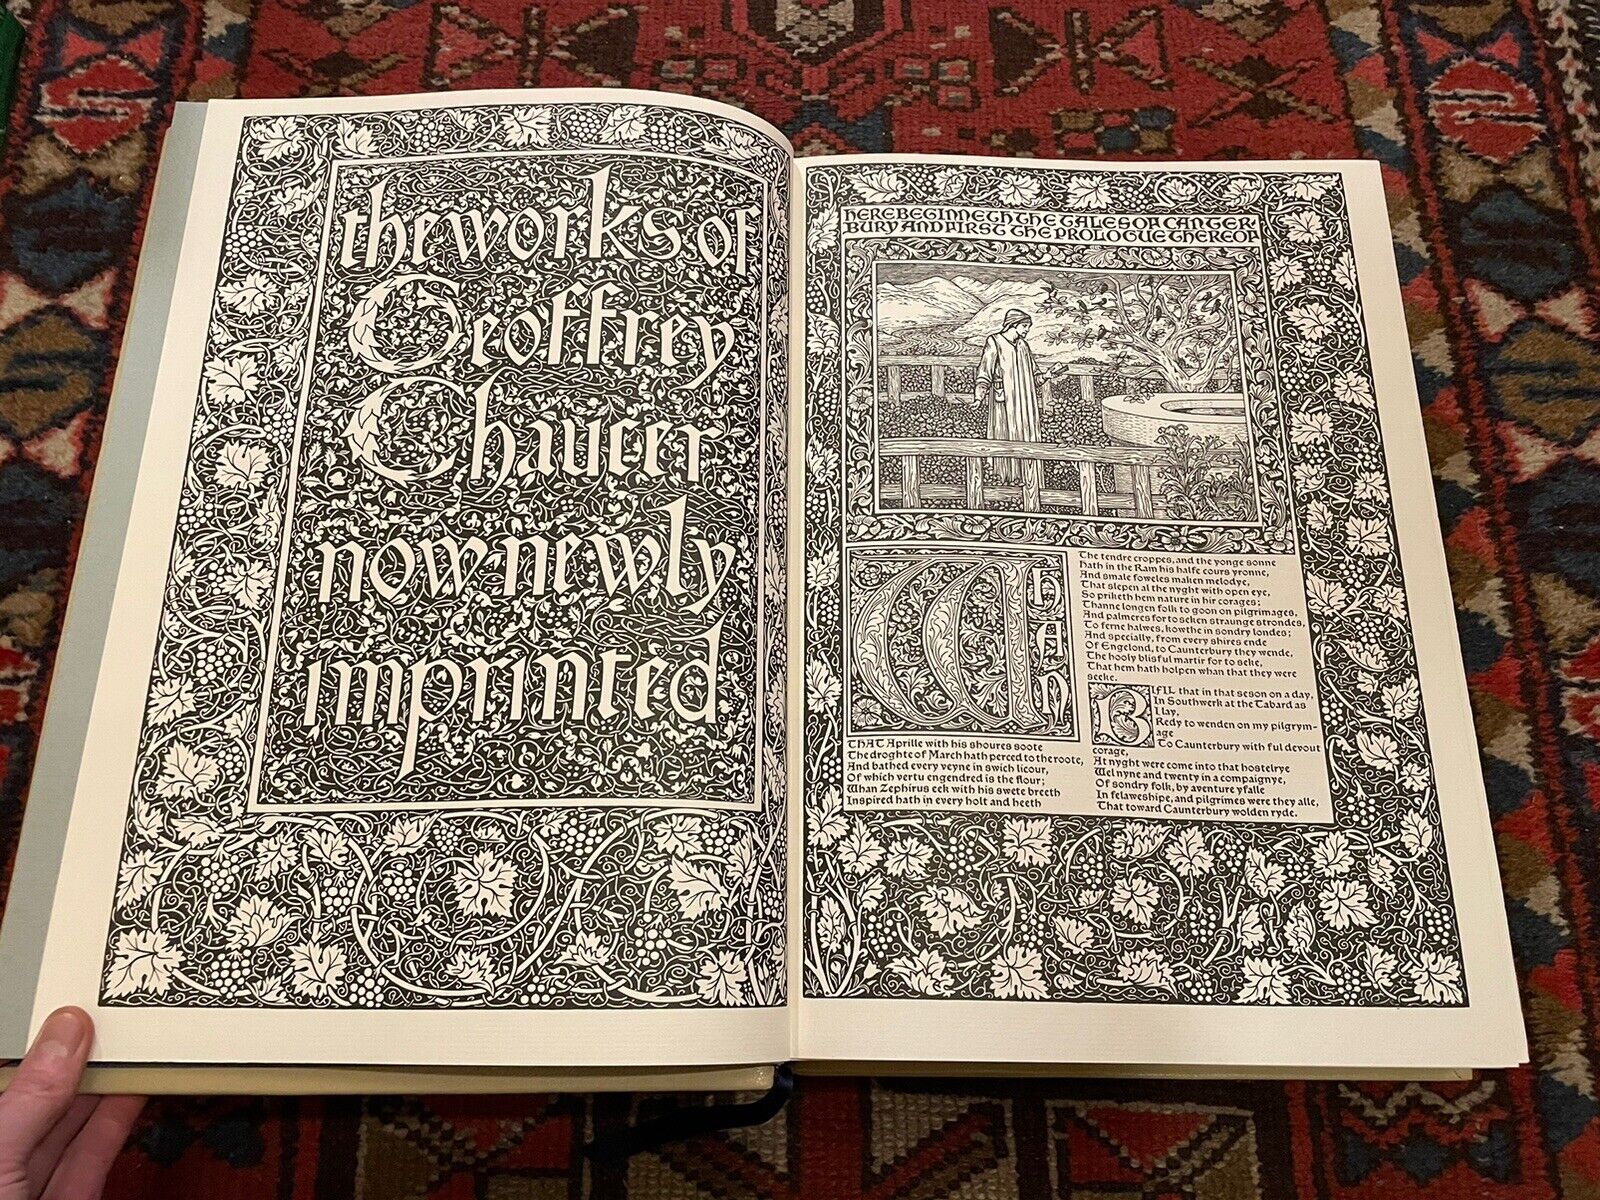 the works of
Geoffrey
Chaucer
now newly
imprinted
HERE BEGINNETH THE TALES OF CANTER-
BURY AND FIRST THE PROLOGUE THEREOF
WHAN
THAT Aprille with his shoures soote
The droghte of March hath perced to the roote,
And bathed every veyne in swich licour,
Of which vertu engendred is the flour;
Whan Zephirus eek with his swete breeth
Inspired hath in every holt and heeth
The tendre croppes, and the yonge sonne
Hath in the Ram his halfe cours yronne,
And smale foweles maken melodye,
That slepen al the nyght with open eye,
So priketh hem nature in hir corages;
Thanne longen folk to goon on pilgrimages,
And palmeres for to seken straunge strondes,
To ferne halwes, kowthe in sondry londes;
And specially, from every shires ende
Of Engelond, to Caunterbury they wende,
The hooly blisful martir for to seke,
That hem hath holpen whan that they were
seeke.
BIFIL that in that seson on a day,
In Southwerk at the Tabard as
I lay,
Redy to wenden on my pilgrym-
age
To Caunterbury with ful devout
corage,
At nyght were come into that hostelrye
Wel nyne and twenty in a compaignye,
Of sondry folk, by aventure yfalle
In felaweshipe, and pilgrimes were they alle,
That toward Caunterbury wolden ryde.